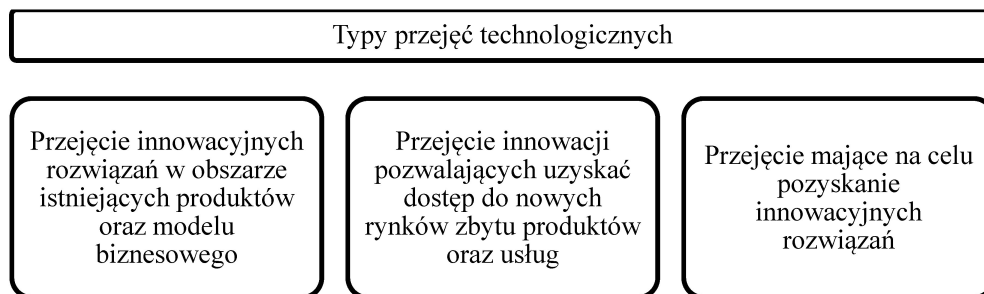 Typy przejęć technologicznych
Przejęcie innowacyjnych
rozwiązań w obszarze
istniejących produktów
oraz modelu
biznesowego
Przejęcie innowacji
pozwalających uzyskać
dostęp do nowych
rynków zbytu produktów
oraz usług
Przejęcie mające na celu
pozyskanie
innowacyjnych
rozwiązań